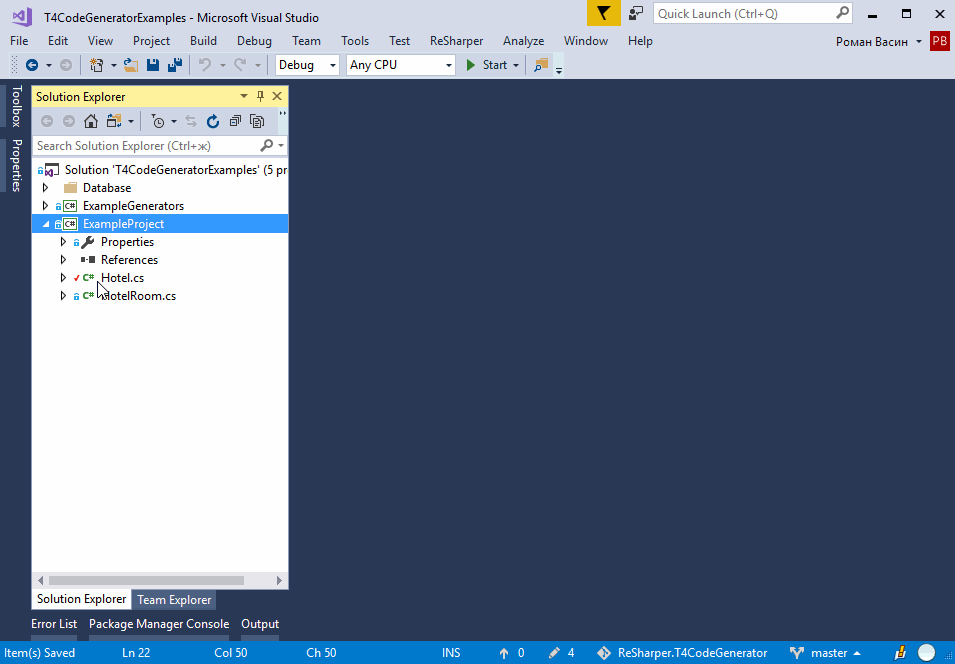 T4CodeGeneratorExamples - Microsoft Visual Studio
Quick Launch (Ctrl+Q)
File Edit View Project Build Debug Team Tools Test ReSharper Analyze Window Help
Роман Васин PB
Debug Any CPU Start
Toolbox
Properties
Solution Explorer
Search Solution Explorer (Ctrl+ж)
Solution 'T4CodeGeneratorExamples' (5 pr
Database
C# ExampleGenerators
C# ExampleProject
Properties
References
C# Hotel.cs
C# HotelRoom.cs
Solution Explorer Team Explorer
Error List Package Manager Console Output
Item(s) Saved Ln 22 Col 50 Ch 50 INS 0 4 ReSharper.T4CodeGenerator master